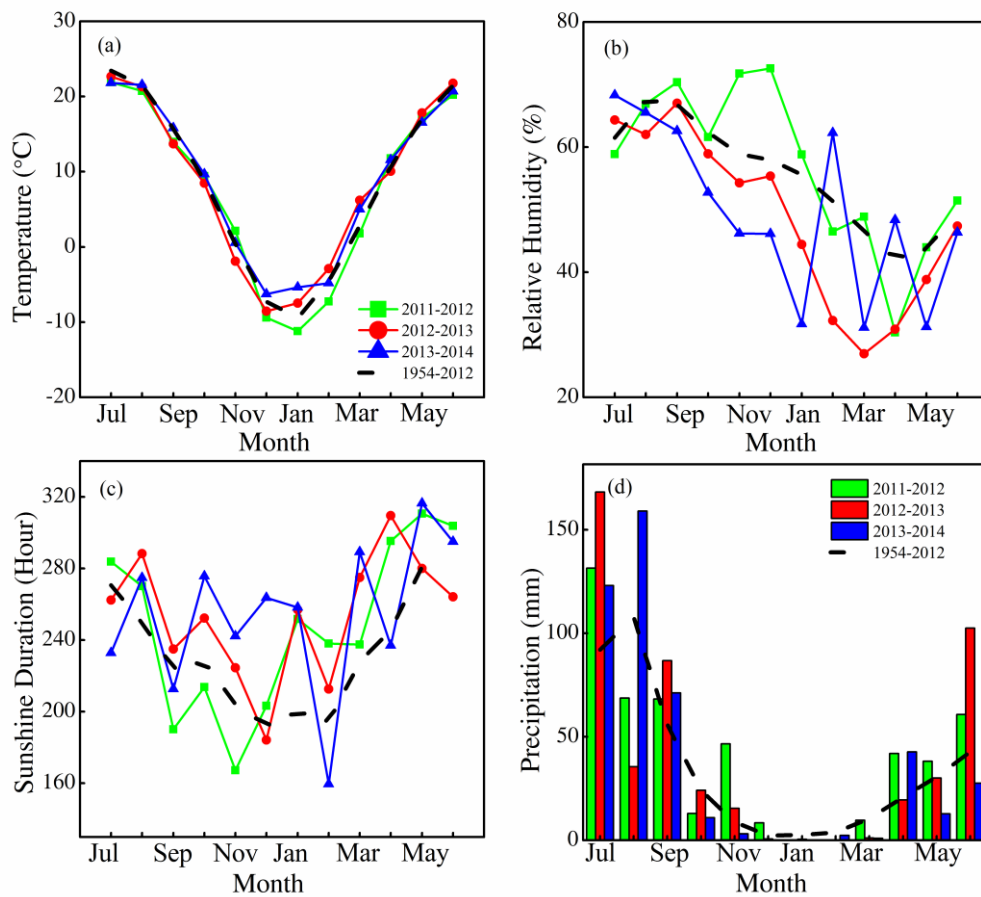 (a)
Temperature (°C)
30
20
10
0
-10
-20
2011-2012
2012-2013
2013-2014
1954-2012
Jul Sep Nov Jan Mar May
Month
(b)
Relative Humidity (%)
80
60
40
20
Jul Sep Nov Jan Mar May
Month
(c)
Sunshine Duration (Hour)
320
280
240
200
160
Jul Sep Nov Jan Mar May
Month
(d)
Precipitation (mm)
150
100
50
0
2011-2012
2012-2013
2013-2014
1954-2012
Jul Sep Nov Jan Mar May
Month